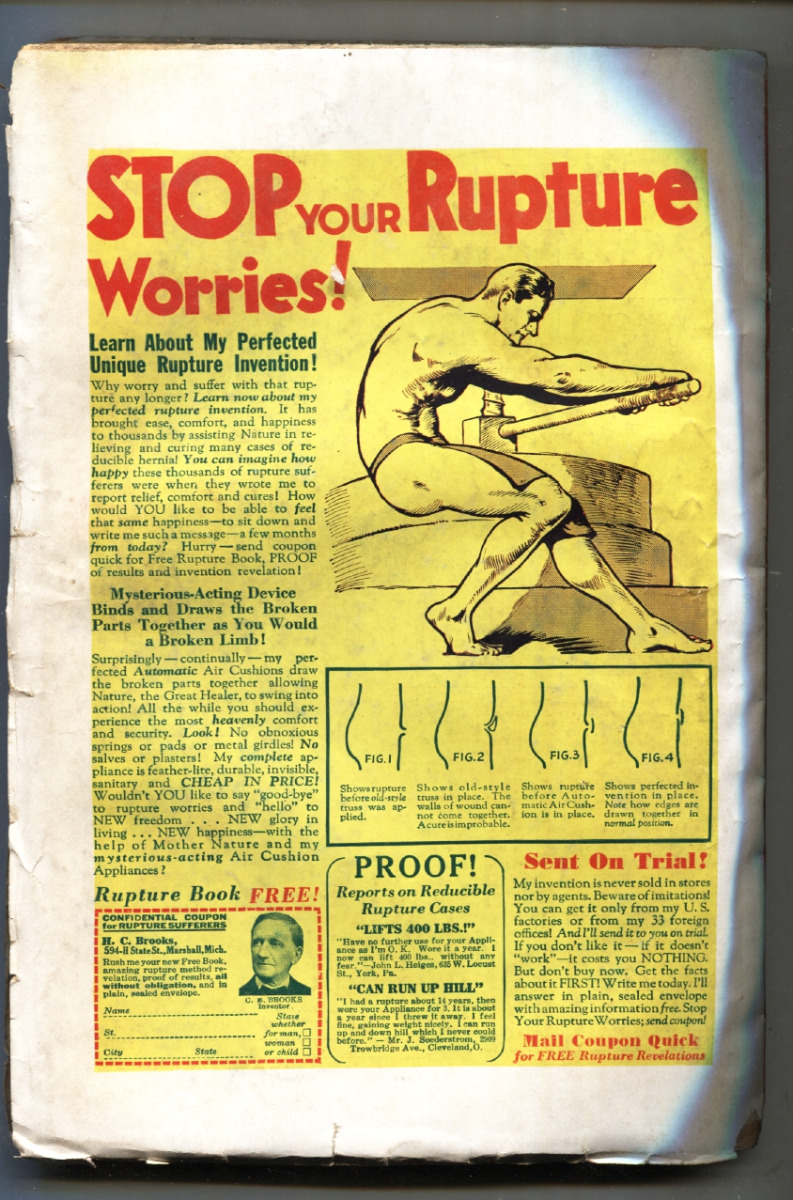 STOP YOUR Rupture
Worries!
Learn About My Perfected
Unique Rupture Invention!
Why worry and suffer with that rup-
ture any longer? Learn now about my
perfected rupture invention. It has
brought ease, comfort, and happiness
to thousands by assisting Nature in re-
lieving and curing many cases of re-
ducible hernia! You can imagine how
happy these thousands of rupture suf-
ferers were when they wrote me to
report relief, comfort and cures! How
would YOU like to be able to feel
that same happiness—to sit down and
write me such a message—a few months
from today? Hurry—send coupon
quick for Free Rupture Book, PROOF
of results and invention revelation!
Mysterious-Acting Device
Binds and Draws the Broken
Parts Together as You Would
a Broken Limb!
Surprisingly—continually—my per-
fected Automatic Air Cushions draw
the broken parts together allowing
Nature, the Great Healer, to swing into
action! All the while you should ex-
perience the most heavenly comfort
and security. Look! No obnoxious
springs or pads or metal girdles! No
salves or plasters! My complete ap-
pliance is feather-lite, durable, invisible,
sanitary and CHEAP IN PRICE!
Wouldn't YOU like to say "good-bye"
to rupture worries and "hello" to
NEW freedom . . . NEW glory in
living . . . NEW happiness—with the
help of Mother Nature and my
mysterious-acting Air Cushion
Appliances?
Rupture Book FREE!
CONFIDENTIAL COUPON
for RUPTURE SUFFERERS
H. C. Brooks,
594-H State St., Marshall, Mich.
Rush me your new Free Book,
amazing rupture method re-
velation, proof of results, all
without obligation, and in
plain, sealed envelope.
Name
St.
City State
C. E. BROOKS
Inventor.
State
whether
for man,
woman
or child
FIG.1
FIG.2
FIG.3
FIG.4
Shows rupture
before old-style
truss was ap-
plied.
Shows old-style
truss in place. The
walls of wound can-
not come together.
A cure is improbable.
Shows rupture
before Auto-
matic Air Cush-
ion is in place.
Shows perfected in-
vention in place.
Note how edges are
drawn together in
normal position.
PROOF!
Reports on Reducible
Rupture Cases
"LIFTS 400 LBS.!"
"Have no further use for your Appli-
ance as I'm O. K. Wore it a year. I
now can lift 400 lbs., without any
fear."—John L. Heiges, 635 W. Locust
St., York, Pa.
"CAN RUN UP HILL"
"I had a rupture about 14 years, then
wore your Appliance for 3. It is about
a year since I threw it away. I feel
fine, gaining weight nicely. I can run
up and down hill which I never could
before." — Mr. J. Soederstrom, 2909
Trowbridge Ave., Cleveland, O.
Sent On Trial!
My invention is never sold in stores
nor by agents. Beware of imitations!
You can get it only from my U. S.
factories or from my 33 foreign
offices! And I'll send it to you on trial.
If you don't like it—if it doesn't
"work"—it costs you NOTHING.
But don't buy now. Get the facts
about it FIRST! Write me today. I'll
answer in plain, sealed envelope
with amazing information free. Stop
Your Rupture Worries; send coupon!
Mail Coupon Quick
for FREE Rupture Revelations